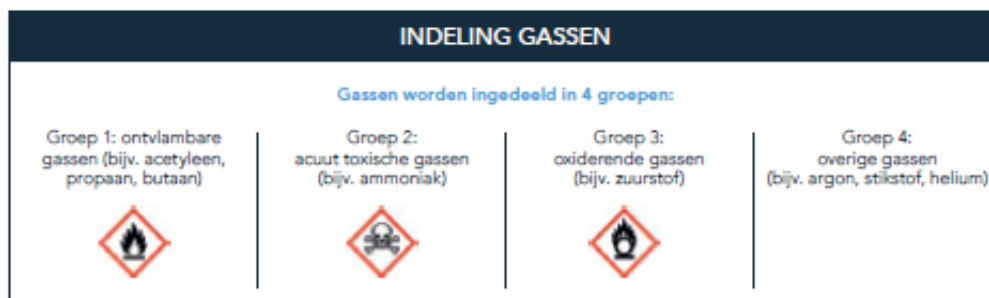 INDELING GASSEN
Gassen worden ingedeeld in 4 groepen:
Groep 1: ontvlambare
gassen (bijv. acetyleen,
propaan, butaan)
Groep 2:
acuut toxische gassen
(bijv. ammoniak)
Groep 3:
oxiderende gassen
(bijv. zuurstof)
Groep 4:
overige gassen
(bijv. argon, stikstof, helium)